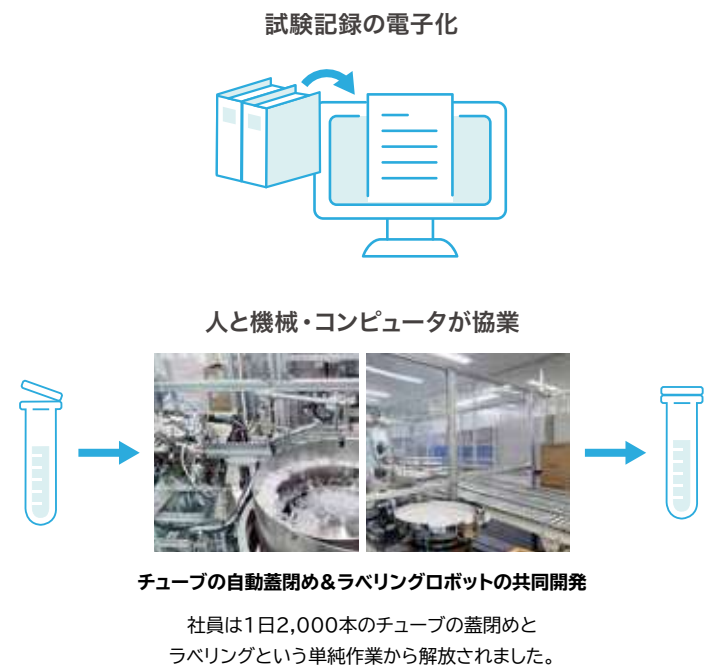 試験記録の電子化
人と機械・コンピュータが協業
チューブの自動蓋閉め&ラベリングロボットの共同開発
社員は1日2,000本のチューブの蓋閉めと
ラベリングという単純作業から解放されました。